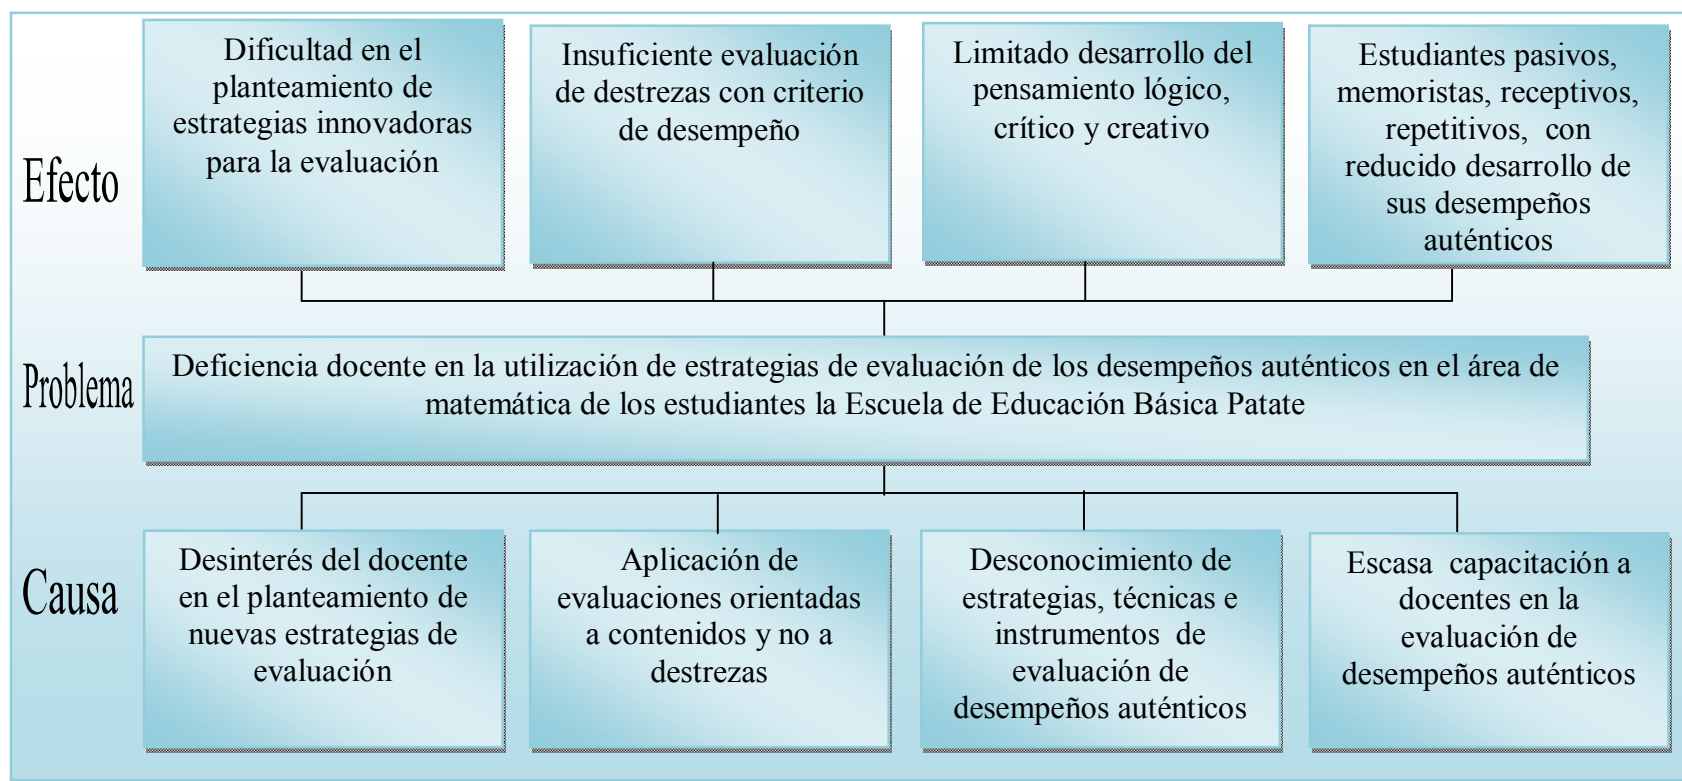 Efecto
Dificultad en el
planteamiento de
estrategias innovadoras
para la evaluación
Insuficiente evaluación
de destrezas con criterio
de desempeño
Limitado desarrollo del
pensamiento lógico,
crítico y creativo
Estudiantes pasivos,
memoristas, receptivos,
repetitivos, con
reducido desarrollo de
sus desempeños
auténticos
Problema
Deficiencia docente en la utilización de estrategias de evaluación de los desempeños auténticos en el área de
matemática de los estudiantes la Escuela de Educación Básica Patate
Causa
Desinterés del docente
en el planteamiento de
nuevas estrategias de
evaluación
Aplicación de
evaluaciones orientadas
a contenidos y no a
destrezas
Desconocimiento de
estrategias, técnicas e
instrumentos de
evaluación de
desempeños auténticos
Escasa capacitación a
docentes en la
evaluación de
desempeños auténticos